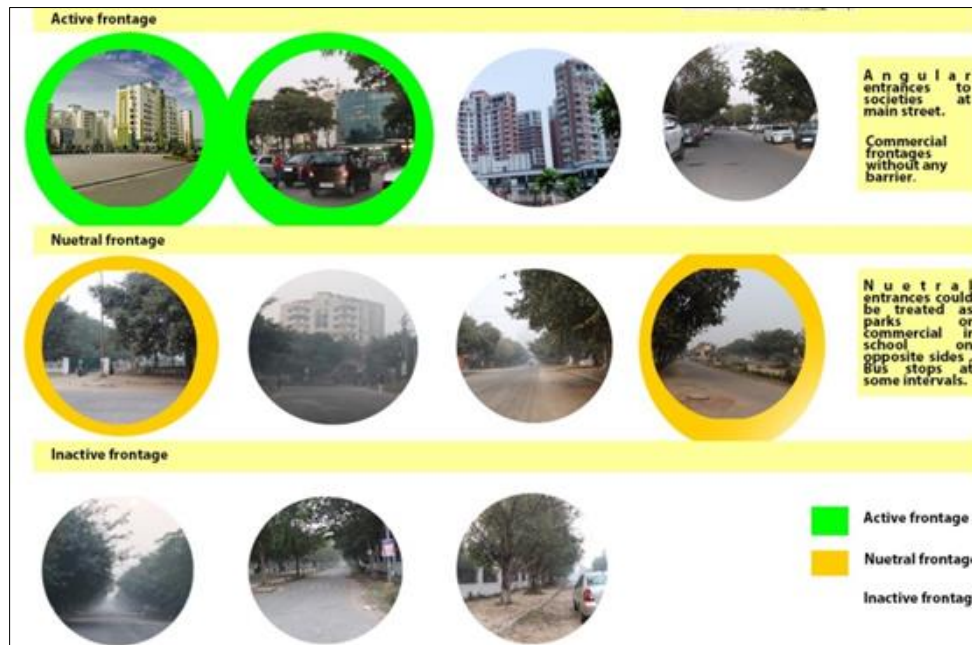 Active frontage
Angular
entrances to
societies at
main street.
Commercial
frontages
without any
barrier.
Nuetral frontage
Nuetral
entrances could
be treated as
parks or
commercial in
school on
opposite sides .
Bus stops at
some intervals.
Inactive frontage
Active frontage
Nuetral frontage
Inactive frontag